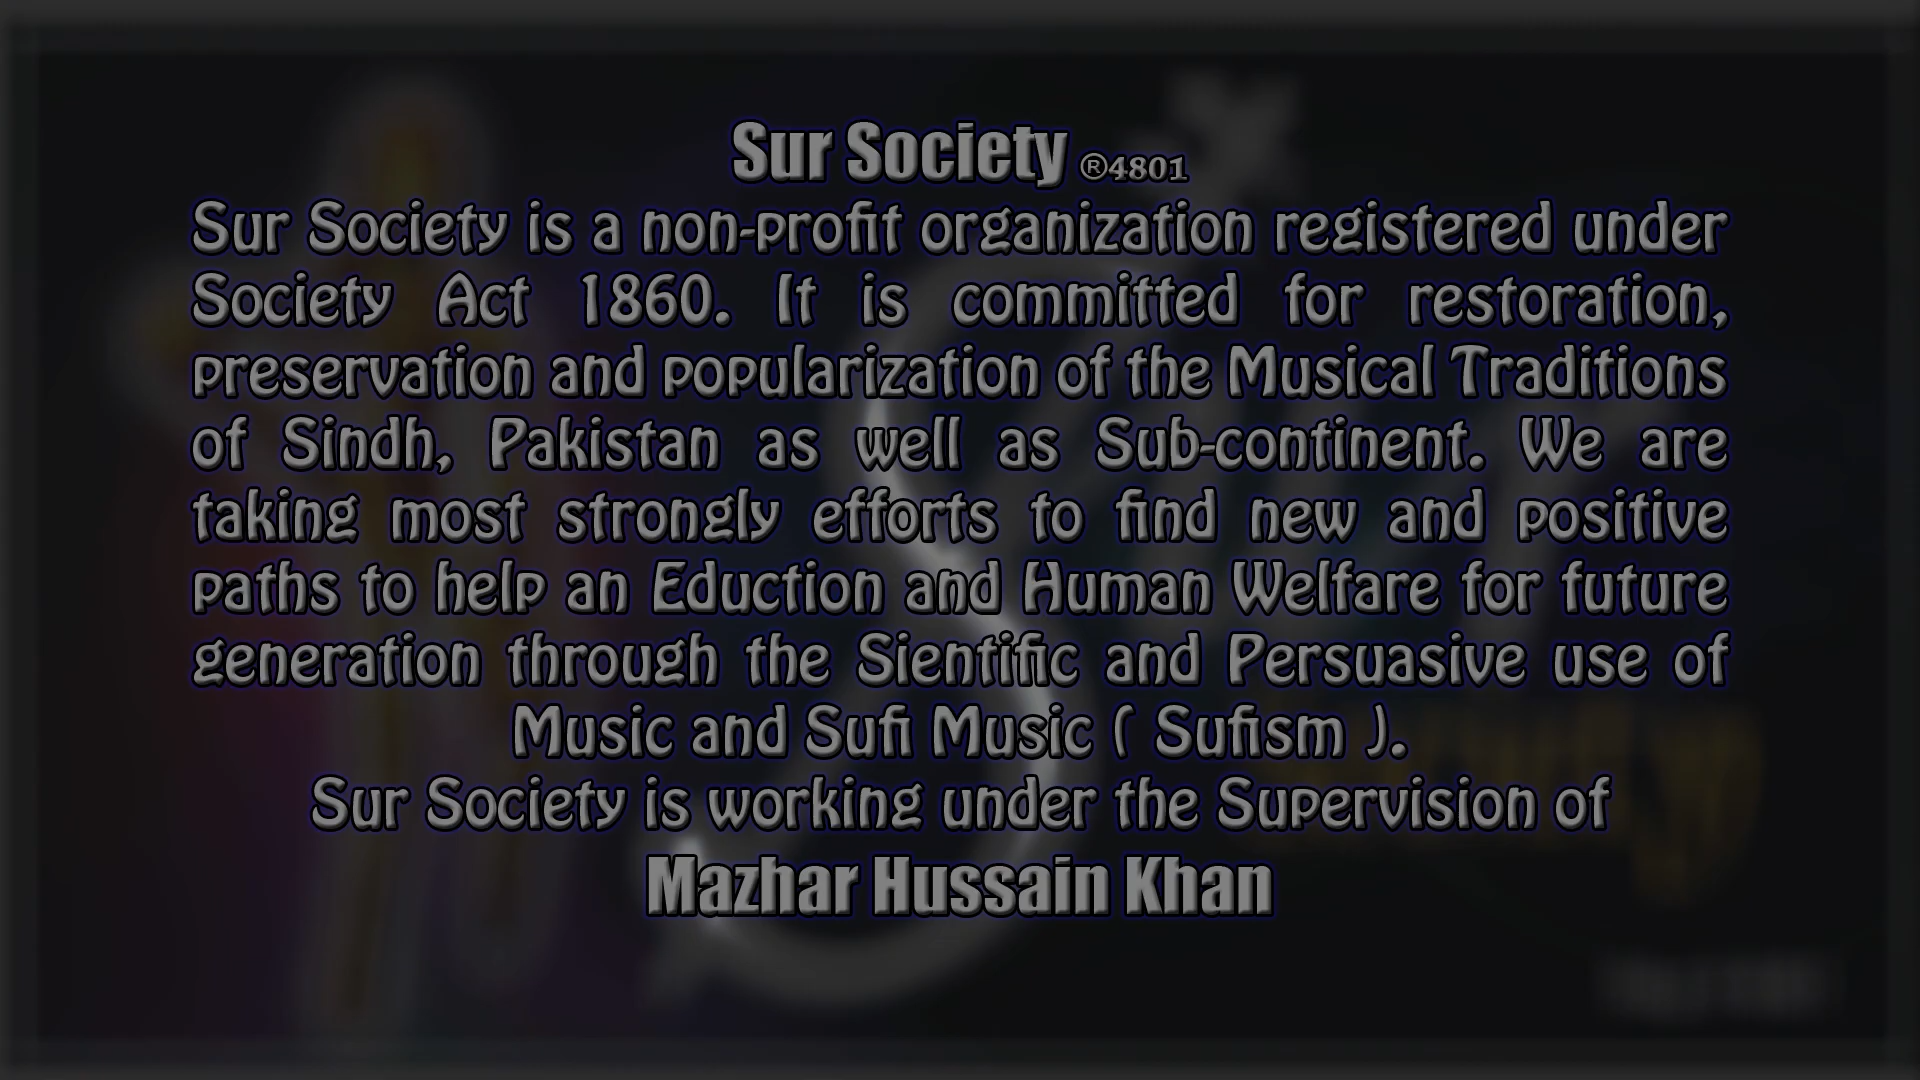 Sur Society ®4801
Sur Society is a non-profit organization registered under
Society Act 1860. It is committed for restoration,
preservation and popularization of the Musical Traditions
of Sindh, Pakistan as well as Sub-continent. We are
taking most strongly efforts to find new and positive
paths to help an Eduction and Human Welfare for future
generation through the Sientific and Persuasive use of
Music and Sufi Music ( Sufism ).
Sur Society is working under the Supervision of
Mazhar Hussain Khan